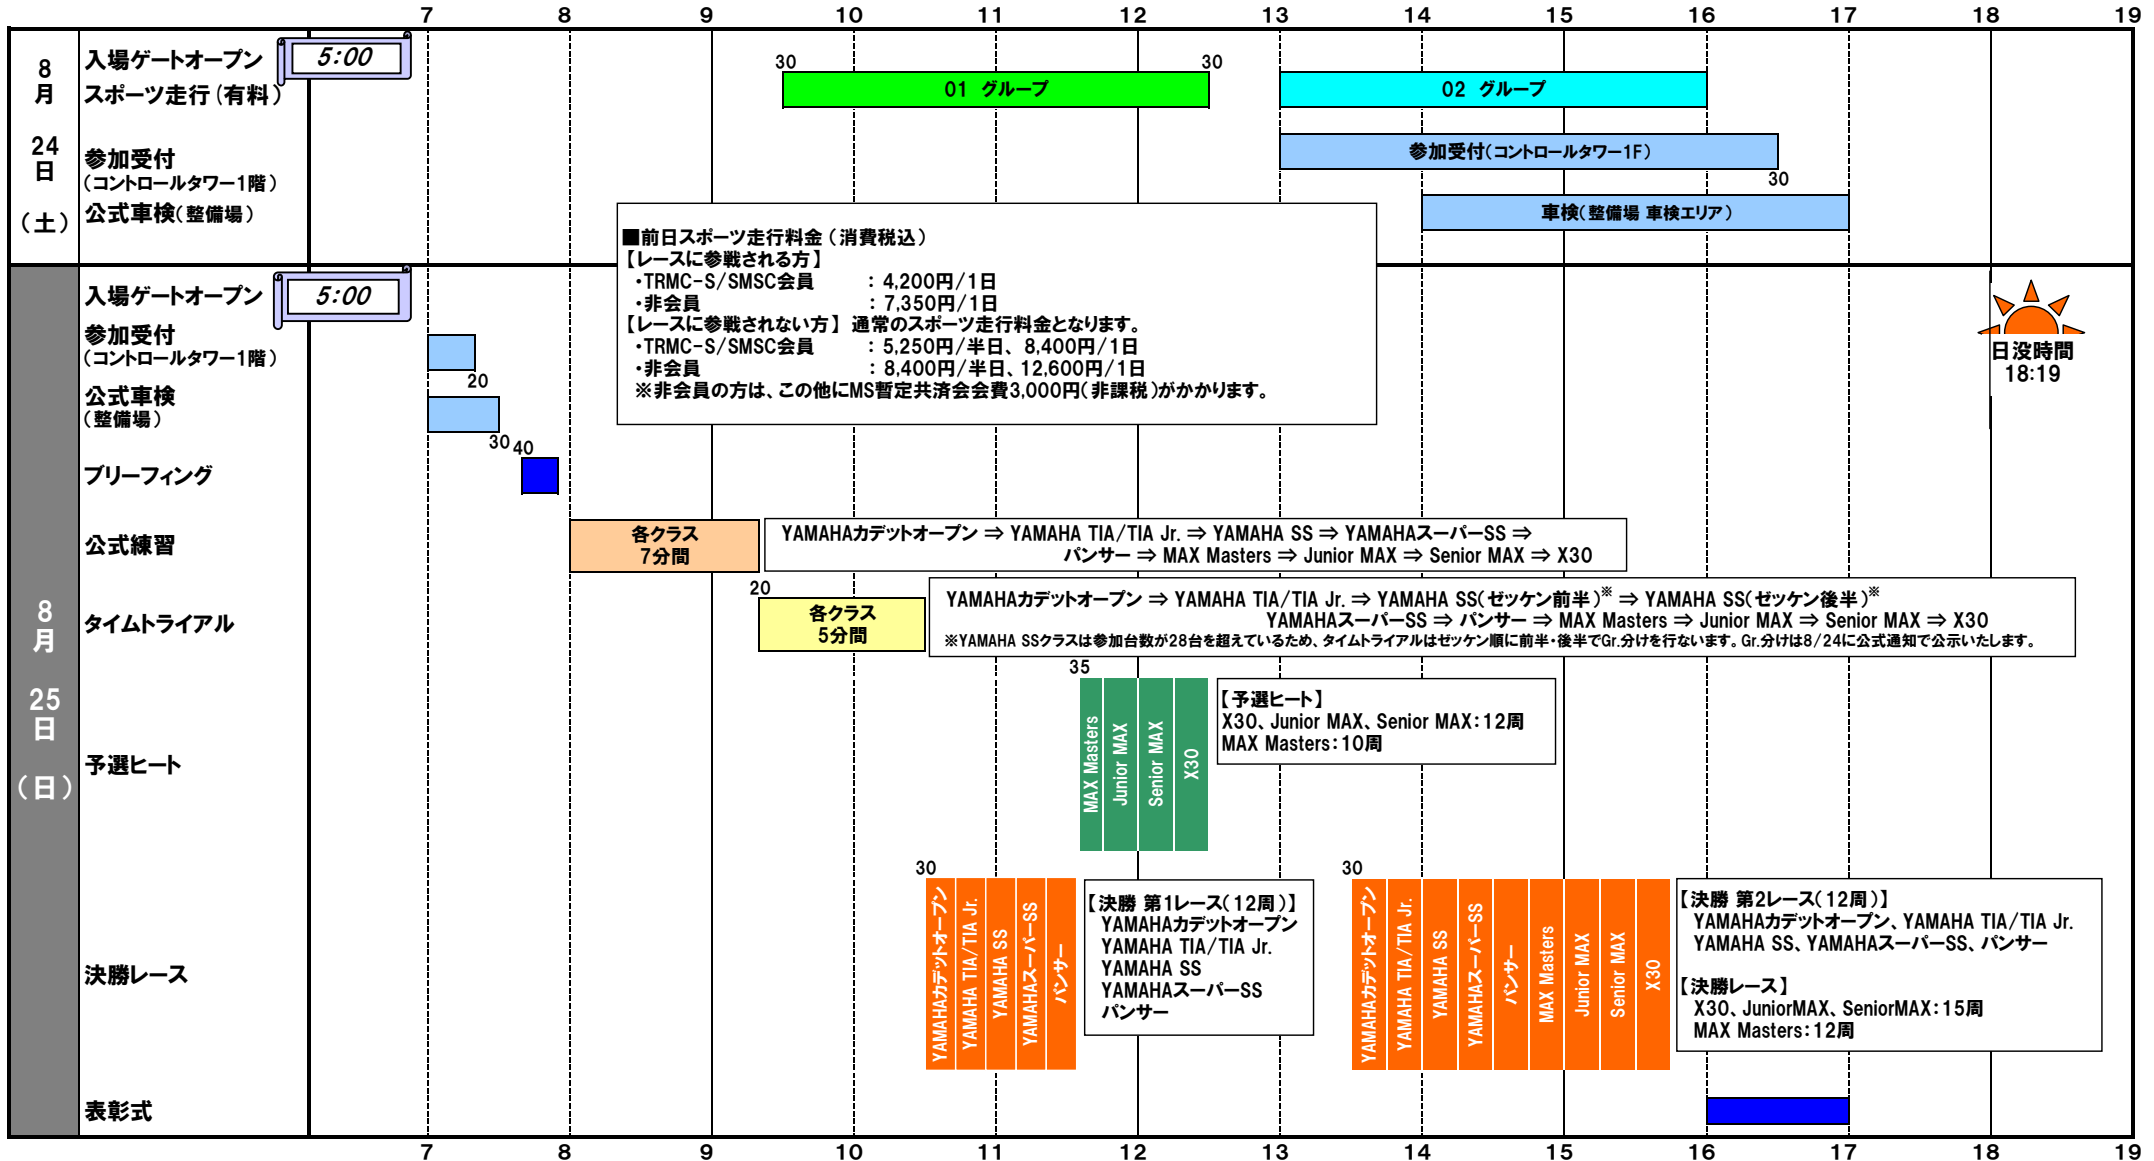 7 8 9 10 11 12 13 14 15 16 17 18 19
8月24日（土）
入場ゲートオープン
5:00
スポーツ走行（有料）
30
30
01 グループ
02 グループ
参加受付
（コントロールタワー1階）
参加受付（コントロールタワー1F）
30
公式車検（整備場）
車検（整備場 車検エリア）
■前日スポーツ走行料金（消費税込）
【レースに参戦される方】
・TRMC-S/SMSC会員 ：4,200円/1日
・非会員 ：7,350円/1日
【レースに参戦されない方】 通常のスポーツ走行料金となります。
・TRMC-S/SMSC会員 ：5,250円/半日、8,400円/1日
・非会員 ：8,400円/半日、12,600円/1日
※非会員の方は、この他にMS暫定共済会会費3,000円（非課税）がかかります。
8月25日（日）
入場ゲートオープン
5:00
日没時間
18:19
参加受付
（コントロールタワー1階）
20
公式車検
（整備場）
30
40
ブリーフィング
公式練習
各クラス
7分間
YAMAHAカデットオープン ⇒ YAMAHA TIA/TIA Jr. ⇒ YAMAHA SS ⇒ YAMAHAスーパーSS ⇒
パンサー ⇒ MAX Masters ⇒ Junior MAX ⇒ Senior MAX ⇒ X30
タイムトライアル
20
各クラス
5分間
YAMAHAカデットオープン ⇒ YAMAHA TIA/TIA Jr. ⇒ YAMAHA SS（ゼッケン前半）※ ⇒ YAMAHA SS（ゼッケン後半）※
YAMAHAスーパーSS ⇒ パンサー ⇒ MAX Masters ⇒ Junior MAX ⇒ Senior MAX ⇒ X30
※YAMAHA SSクラスは参加台数が28台を超えているため、タイムトライアルはゼッケン順に前半・後半でGr.分けを行ないます。Gr.分けは8/24に公式通知で公示いたします。
予選ヒート
35
MAX Masters
Junior MAX
Senior MAX
X30
【予選ヒート】
X30、Junior MAX、Senior MAX：12周
MAX Masters：10周
決勝レース
30
YAMAHAカデットオープン
YAMAHA TIA/TIA Jr.
YAMAHA SS
YAMAHAスーパーSS
パンサー
【決勝 第1レース（12周）】
YAMAHAカデットオープン
YAMAHA TIA/TIA Jr.
YAMAHA SS
YAMAHAスーパーSS
パンサー
30
YAMAHAカデットオープン
YAMAHA TIA/TIA Jr.
YAMAHA SS
YAMAHAスーパーSS
パンサー
MAX Masters
Junior MAX
Senior MAX
X30
【決勝 第2レース（12周）】
YAMAHAカデットオープン、YAMAHA TIA/TIA Jr.
YAMAHA SS、YAMAHAスーパーSS、パンサー
【決勝レース】
X30、JuniorMAX、SeniorMAX：15周
MAX Masters：12周
表彰式
7 8 9 10 11 12 13 14 15 16 17 18 19